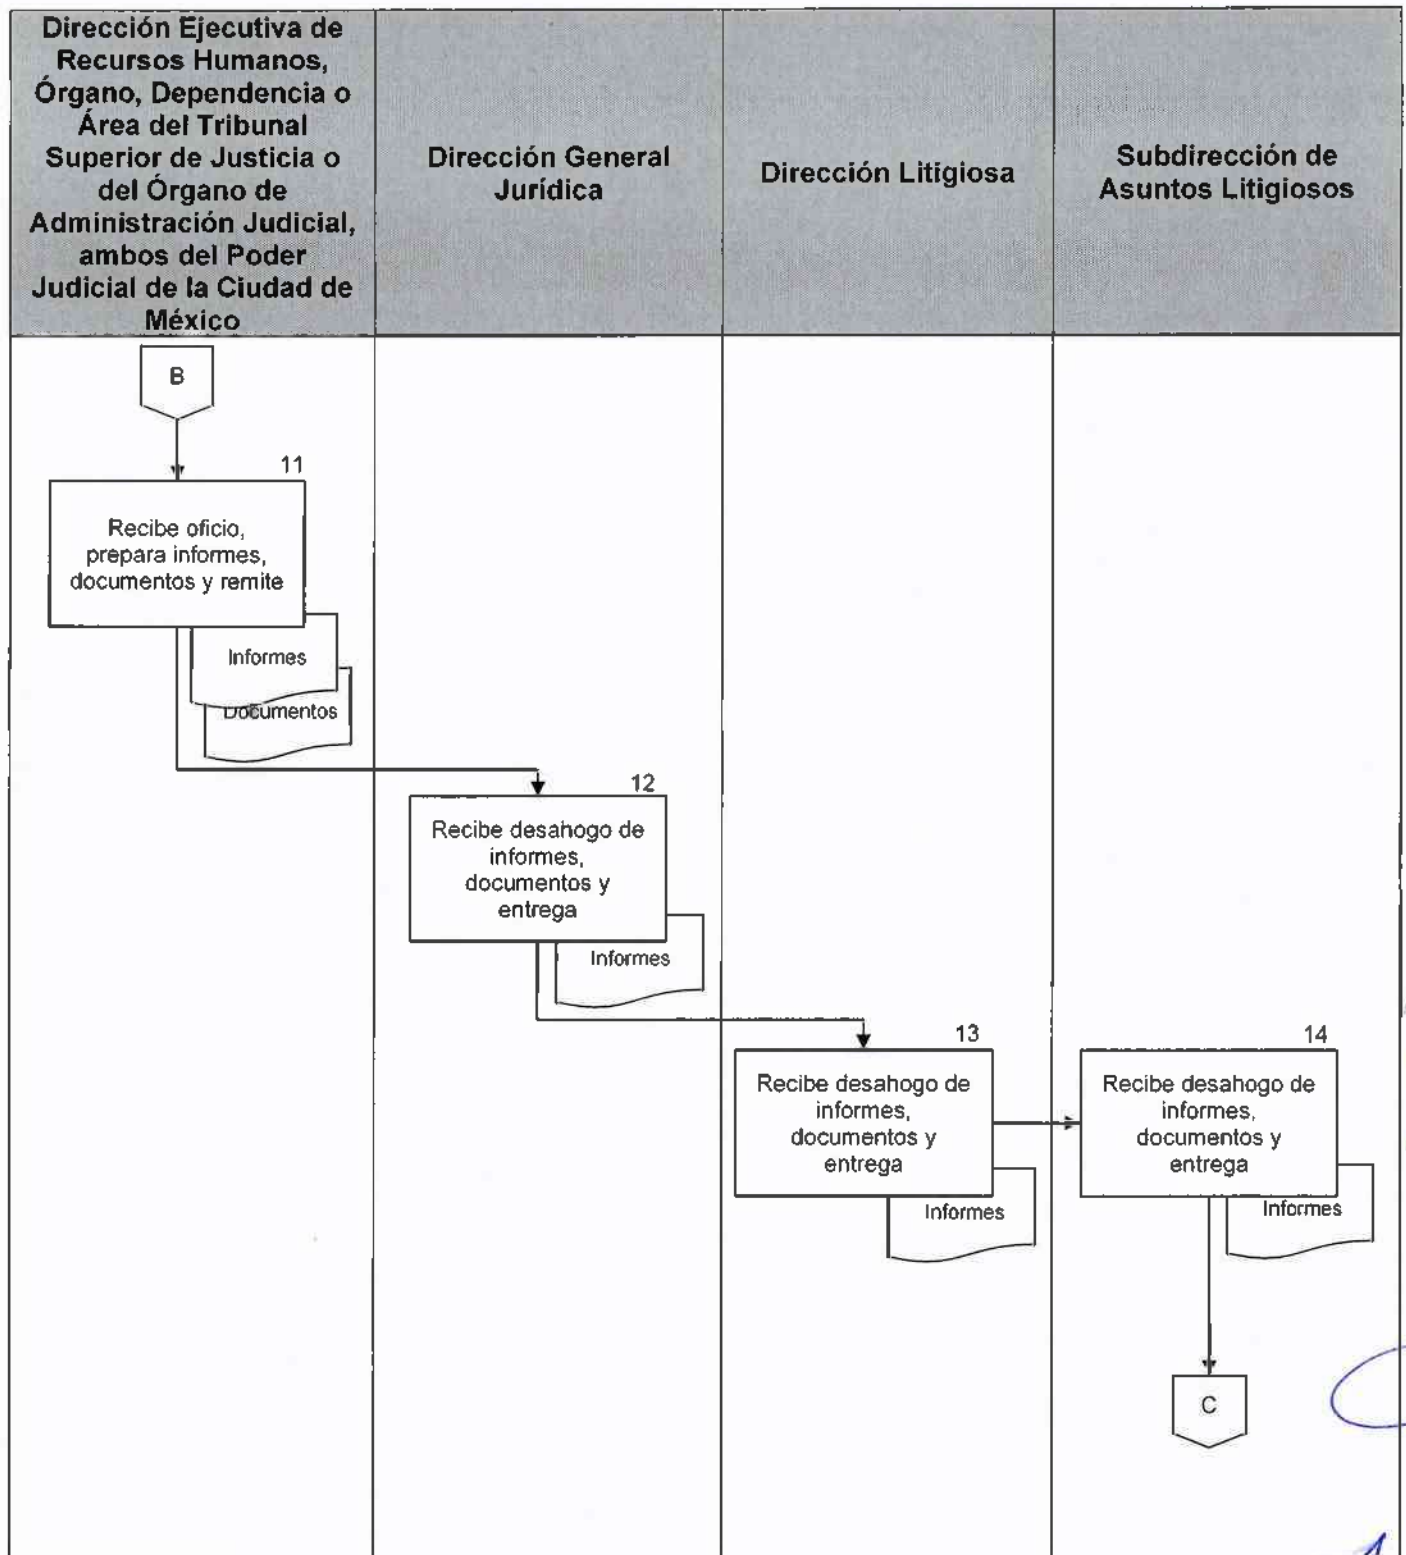 Dirección Ejecutiva de
Recursos Humanos,
Órgano, Dependencia o
Área del Tribunal
Superior de Justicia o
del Órgano de
Administración Judicial,
ambos del Poder
Judicial de la Ciudad de
México
Dirección General
Jurídica
Dirección Litigiosa
Subdirección de
Asuntos Litigiosos
B
11
Recibe oficio,
prepara informes,
documentos y remite
Informes
Documentos
12
Recibe desahogo de
informes,
documentos y
entrega
Informes
13
Recibe desahogo de
informes,
documentos y
entrega
Informes
14
Recibe desahogo de
informes,
documentos y
entrega
Informes
C